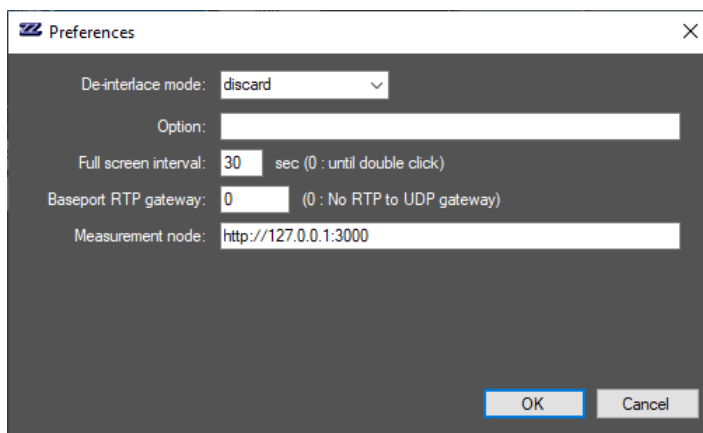 Preferences
De-interlace mode: discard
Option:
Full screen interval: 30 sec (0 : until double click)
Baseport RTP gateway: 0 (0 : No RTP to UDP gateway)
Measurement node: http://127.0.0.1:3000
OK Cancel